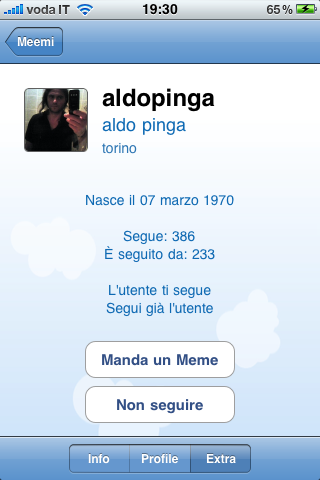 voda IT 19:30 65%
Meemi
aldopinga
aldo pinga
torino
Nasce il 07 marzo 1970
Segue: 386
È seguito da: 233
L'utente ti segue
Segui già l'utente
Manda un Meme
Non seguire
Info Profile Extra